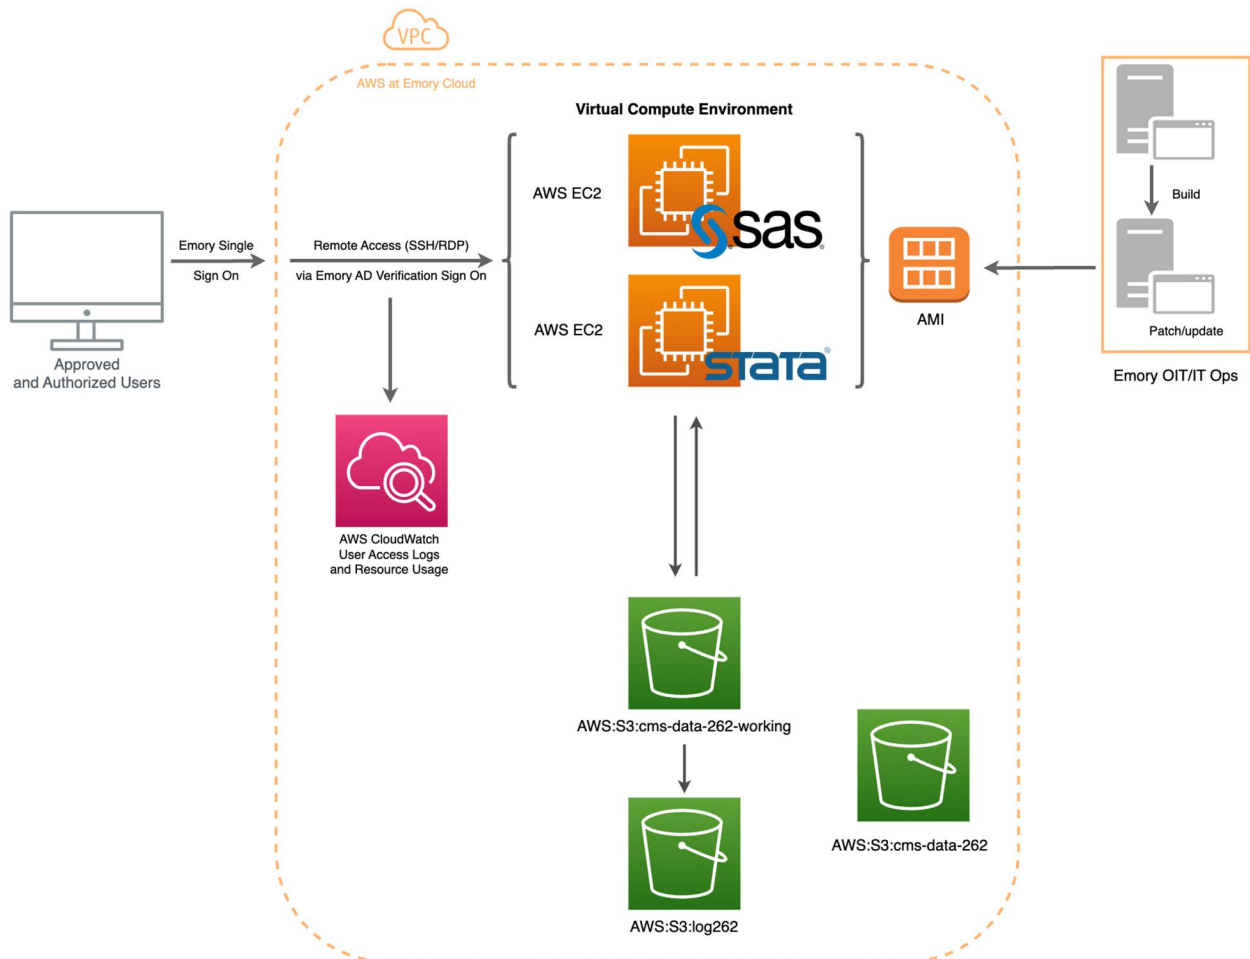 VPC
AWS at Emory Cloud
Virtual Compute Environment
AWS EC2
sas
Emory Single
Sign On
Remote Access (SSH/RDP)
via Emory AD Verification Sign On
AWS EC2
STATA
AMI
Build
Patch/update
Emory OIT/IT Ops
Approved
and Authorized Users
AWS CloudWatch
User Access Logs
and Resource Usage
AWS:S3:cms-data-262-working
AWS:S3:cms-data-262
AWS:S3:log262